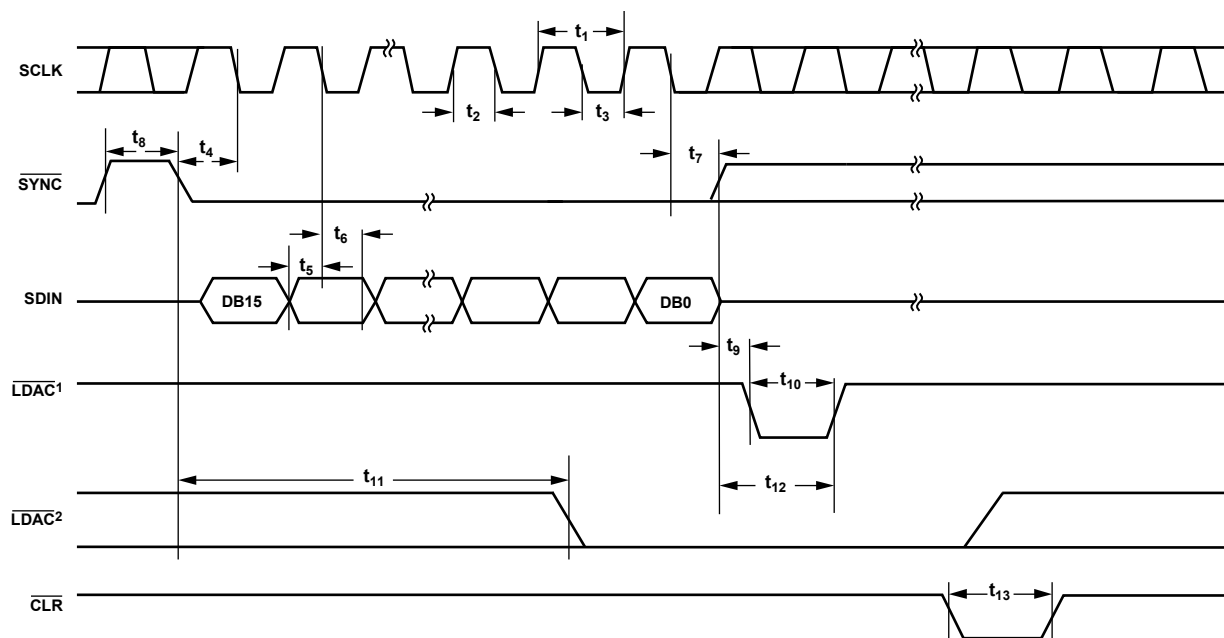 SCLK
t1
t2
t3
t8
t4
t7
SYNC
t6
t5
SDIN
DB15
DB0
t9
LDAC1
t10
t11
t12
LDAC2
t13
CLR